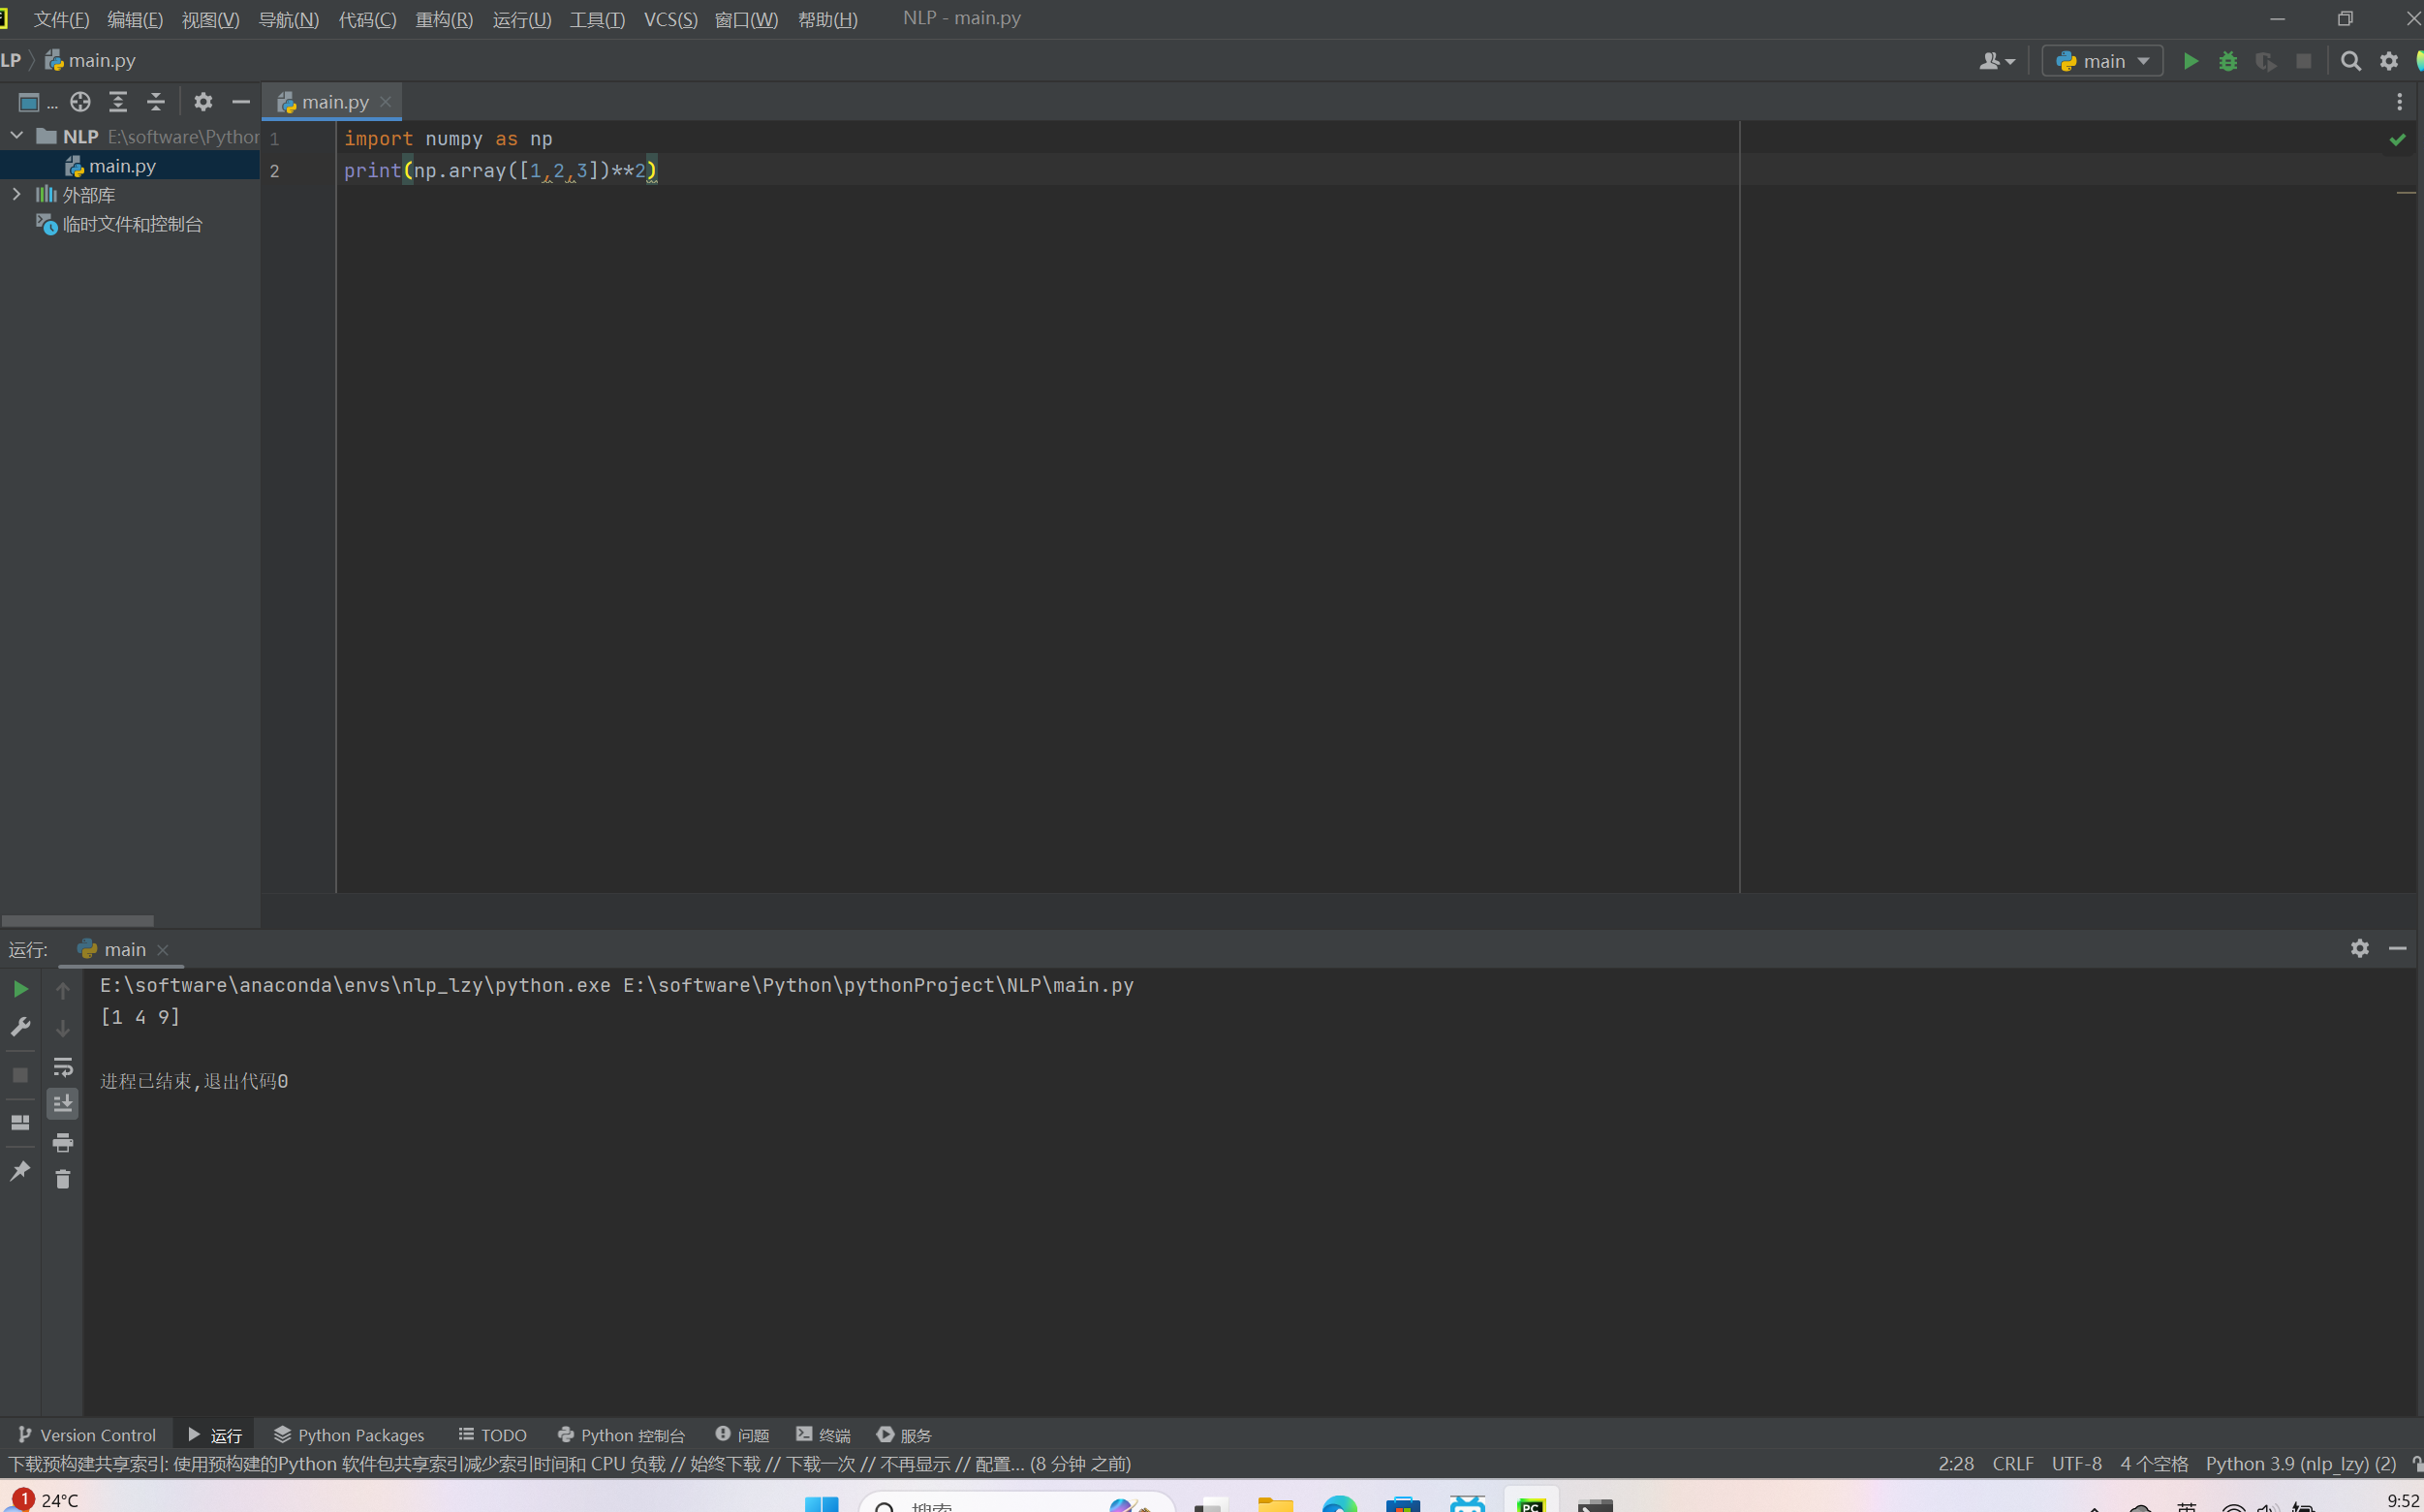 文件(F) 编辑(E) 视图(V) 导航(N) 代码(C) 重构(R) 运行(U) 工具(T) VCS(S) 窗口(W) 帮助(H) NLP - main.py
LP main.py main
... main.py
NLP E:\software\Python
main.py
外部库
临时文件和控制台
1 import numpy as np
2 print(np.array([1,2,3])**2)
运行: main
E:\software\anaconda\envs\nlp_lzy\python.exe E:\software\Python\pythonProject\NLP\main.py
[1 4 9]
进程已结束,退出代码0
Version Control 运行 Python Packages TODO Python 控制台 问题 终端 服务
下载预构建共享索引: 使用预构建的Python 软件包共享索引减少索引时间和 CPU 负载 // 始终下载 // 下载一次 // 不再显示 // 配置... (8 分钟 之前) 2:28 CRLF UTF-8 4 个空格 Python 3.9 (nlp_lzy) (2)
1 24°C 搜索 PC 英 9:52